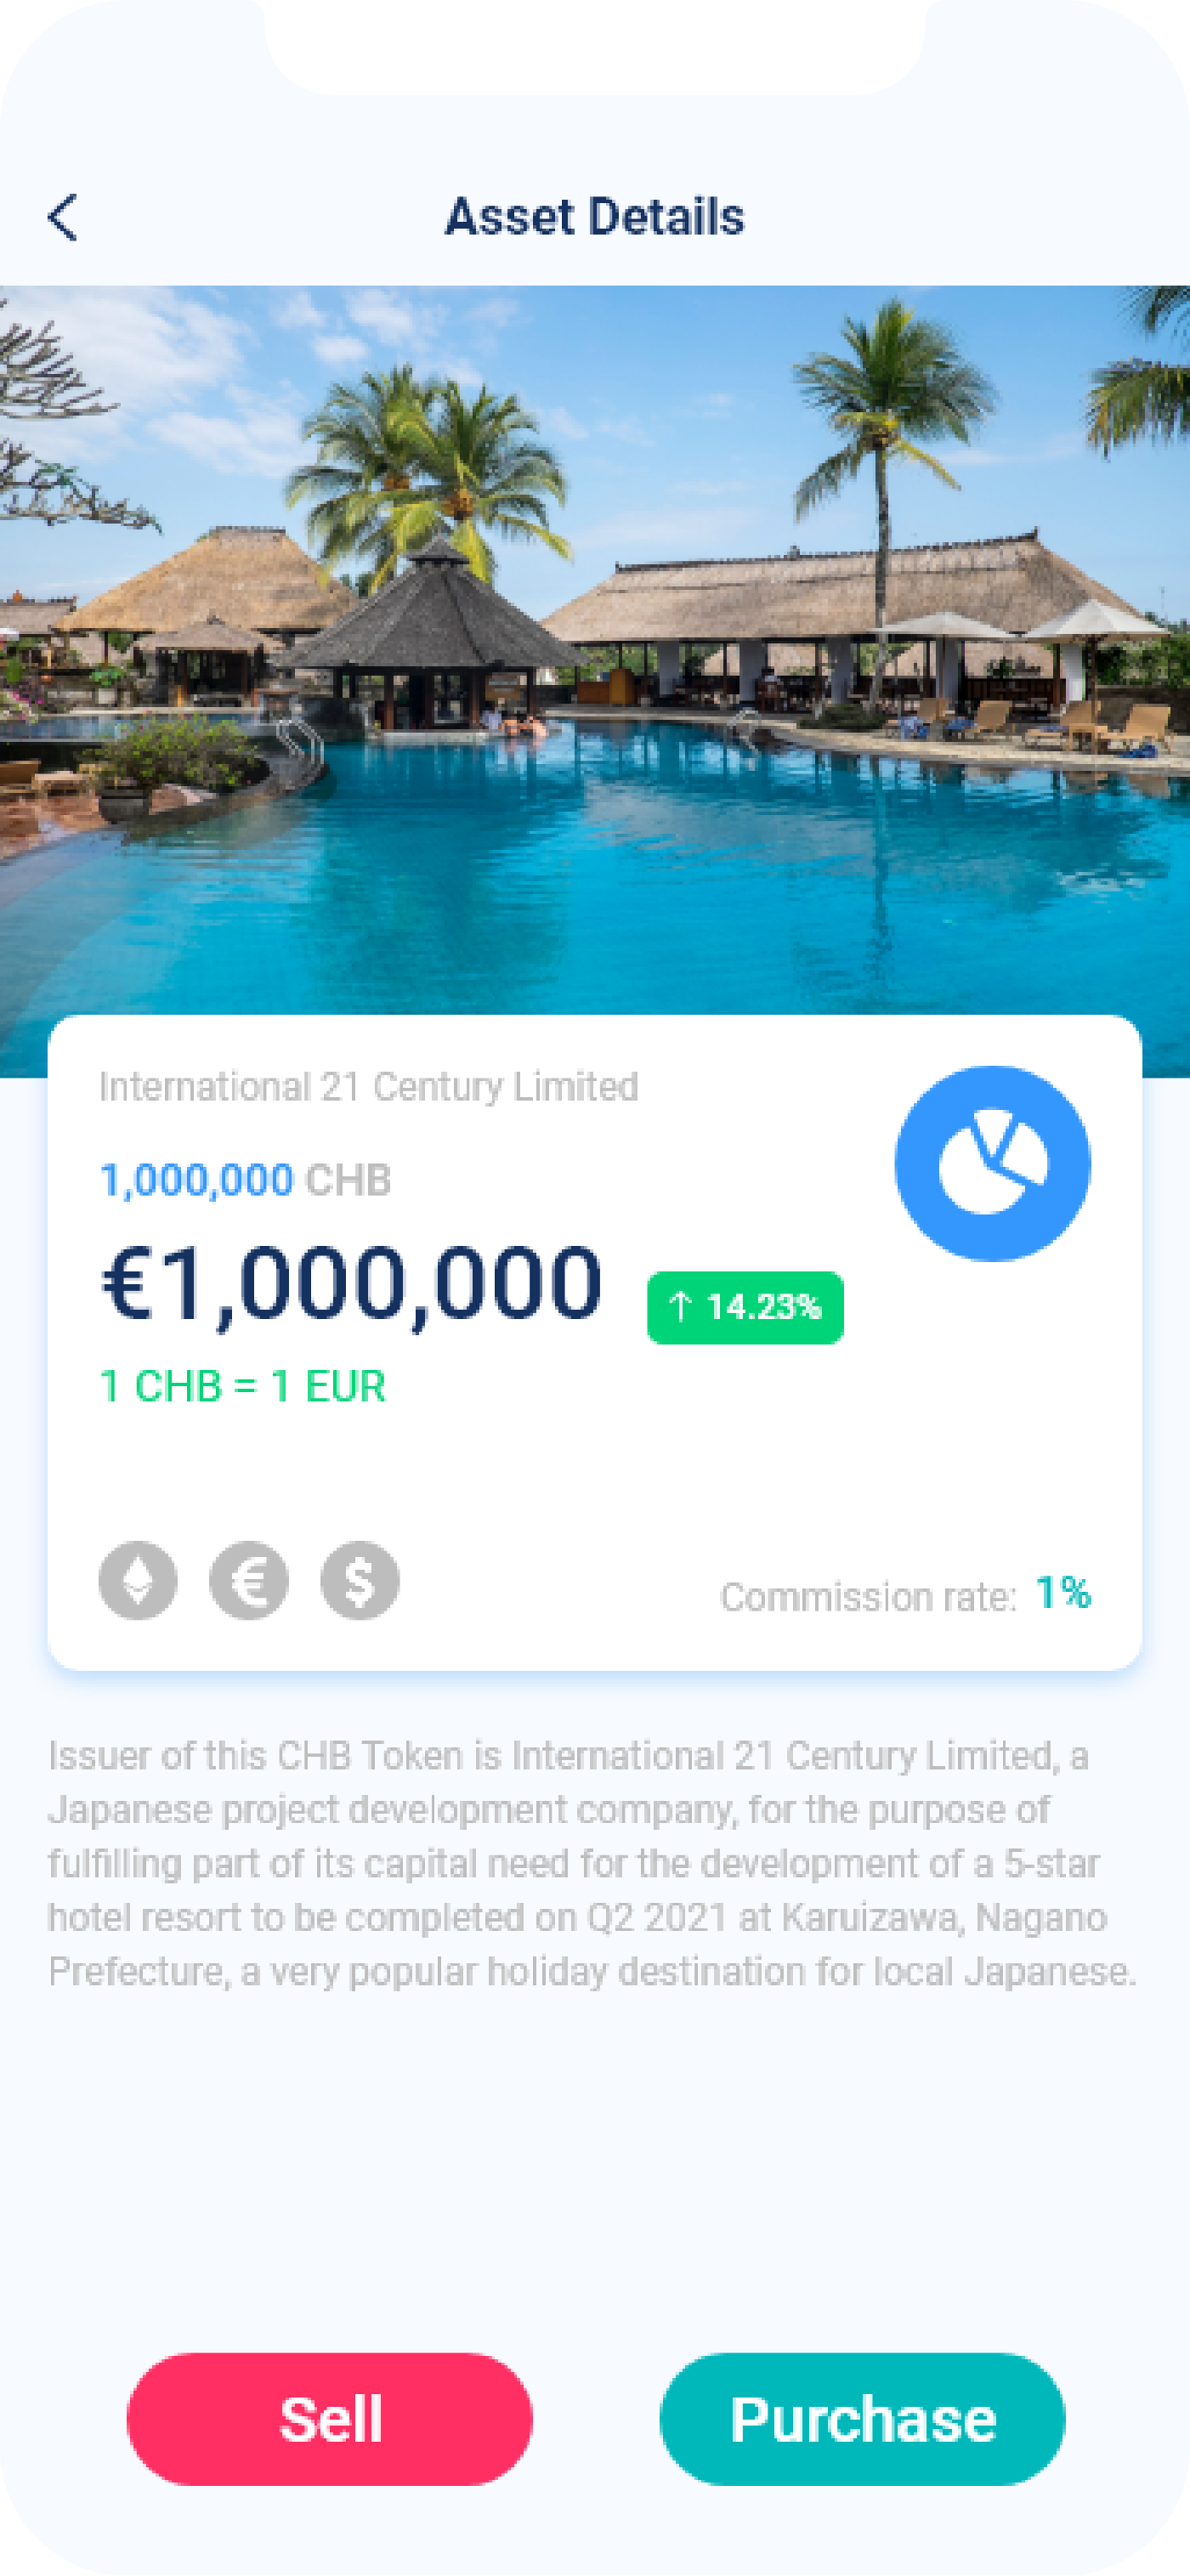 Asset Details
International 21 Century Limited
1,000,000 CHB
€1,000,000
↑ 14.23%
1 CHB = 1 EUR
€ $
Commission rate: 1%
Issuer of this CHB Token is International 21 Century Limited, a
Japanese project development company, for the purpose of
fulfilling part of its capital need for the development of a 5-star
hotel resort to be completed on Q2 2021 at Karuizawa, Nagano
Prefecture, a very popular holiday destination for local Japanese.
Sell
Purchase